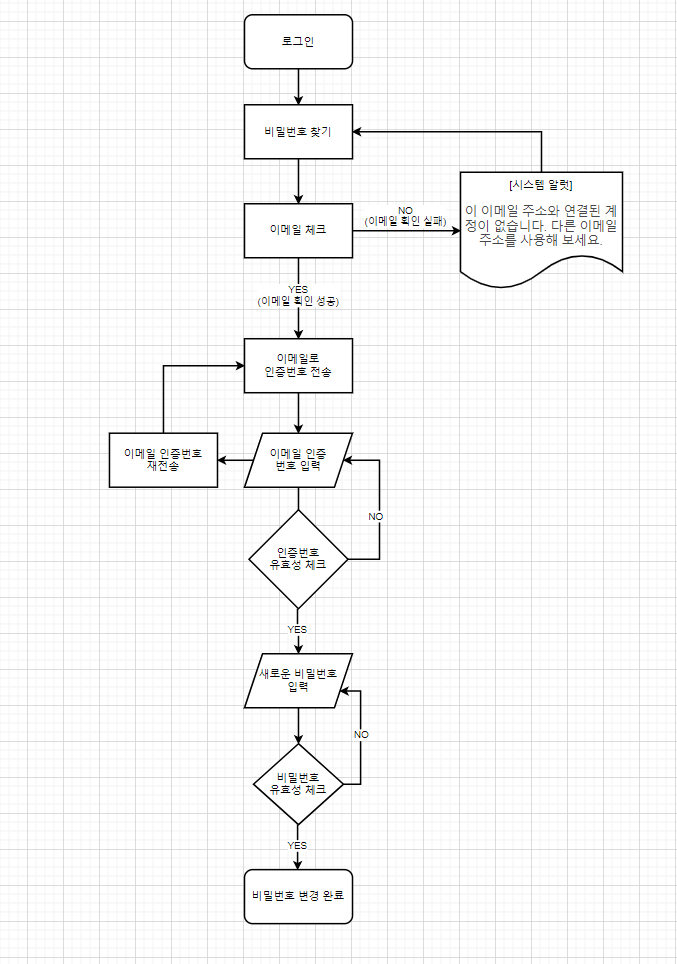 로그인
비밀번호 찾기
[시스템 알럿]
이 이메일 주소와 연결된 계
정이 없습니다. 다른 이메일
주소를 사용해 보세요.
이메일 체크
NO
(이메일 확인 실패)
YES
(이메일 확인 성공)
이메일로
인증번호 전송
이메일 인증번호
재전송
이메일 인증
번호 입력
NO
인증번호
유효성 체크
YES
새로운 비밀번호
입력
NO
비밀번호
유효성 체크
YES
비밀번호 변경 완료